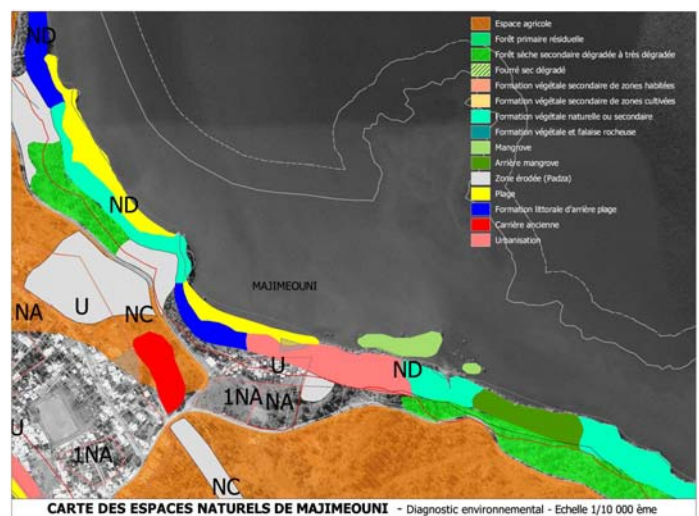 ND
Espace agricole
Forêt primaire résiduelle
Forêt sèche secondaire dégradée à très dégradée
Fourré sec dégradé
Formation végétale secondaire de zones habitées
Formation végétale secondaire de zones cultivées
Formation végétale naturelle ou secondaire
Formation végétale et falaise rocheuse
Mangrove
Arrière mangrove
Zone érodée (Padza)
Plage
Formation littorale d'arrière plage
Carrière ancienne
Urbanisation
ND
MAJIMEOUNI
U
NA
NC
U
ND
1NA
NA
U
1NA
NC
CARTE DES ESPACES NATURELS DE MAJIMEOUNI - Diagnostic environnemental - Echelle 1/10 000 ème